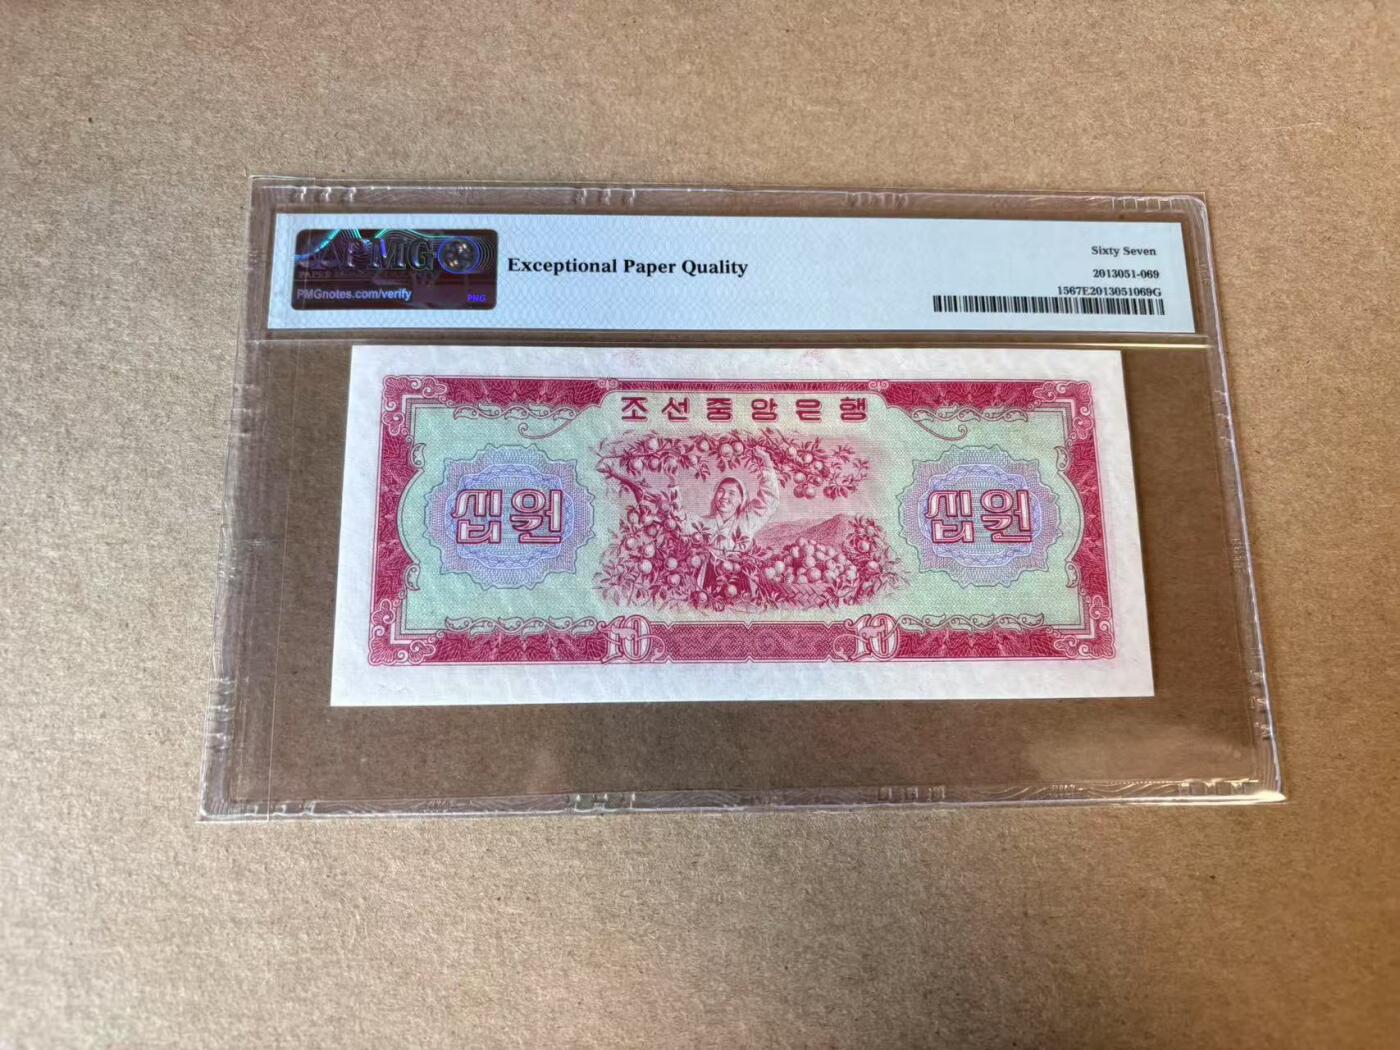 PMG
PMGnotes.com/verify
PNG
Exceptional Paper Quality
Sixty Seven
2013051-069
1567E2013051069G
조선중앙은행
십원
십원
10
10